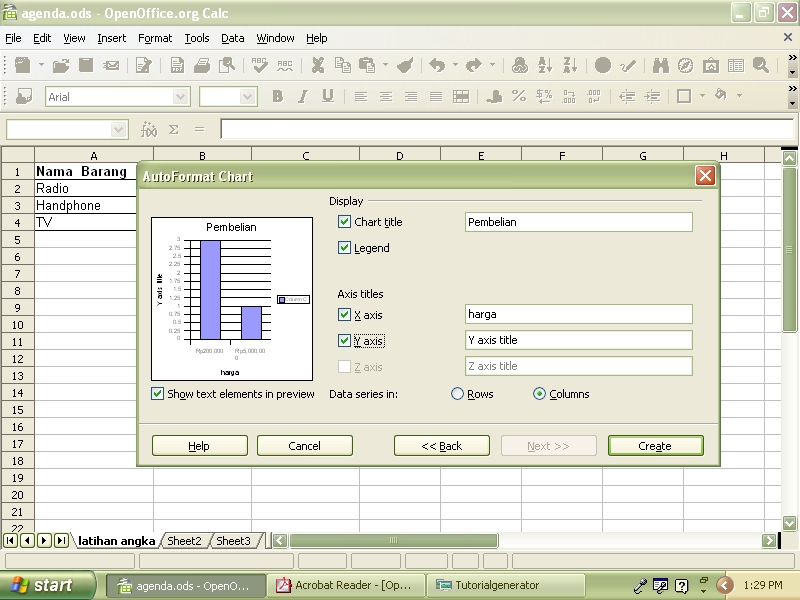 agenda.ods - OpenOffice.org Calc
File Edit View Insert Format Tools Data Window Help
Arial
A B C D E F G H
1 Nama Barang
2 Radio
3 Handphone
4 TV
5
6
7
8
9
10
11
12
13
14
15
16
17
18
19
20
21
22
AutoFormat Chart
Display
Chart title Pembelian
Legend
Axis titles
X axis harga
Y axis Y axis title
Z axis Z axis title
Data series in: Rows Columns
Pembelian
3
2.75
2.5
2.25
2
1.75
1.5
1.25
1
0.75
0.5
0.25
0
Y axis title
Column C
Rp200,000 Rp5,000,00
0
harga
Show text elements in preview
Help Cancel << Back Next >> Create
latihan angka Sheet2 Sheet3
start agenda.ods - OpenO... Acrobat Reader - [Op... Tutorialgenerator 1:29 PM